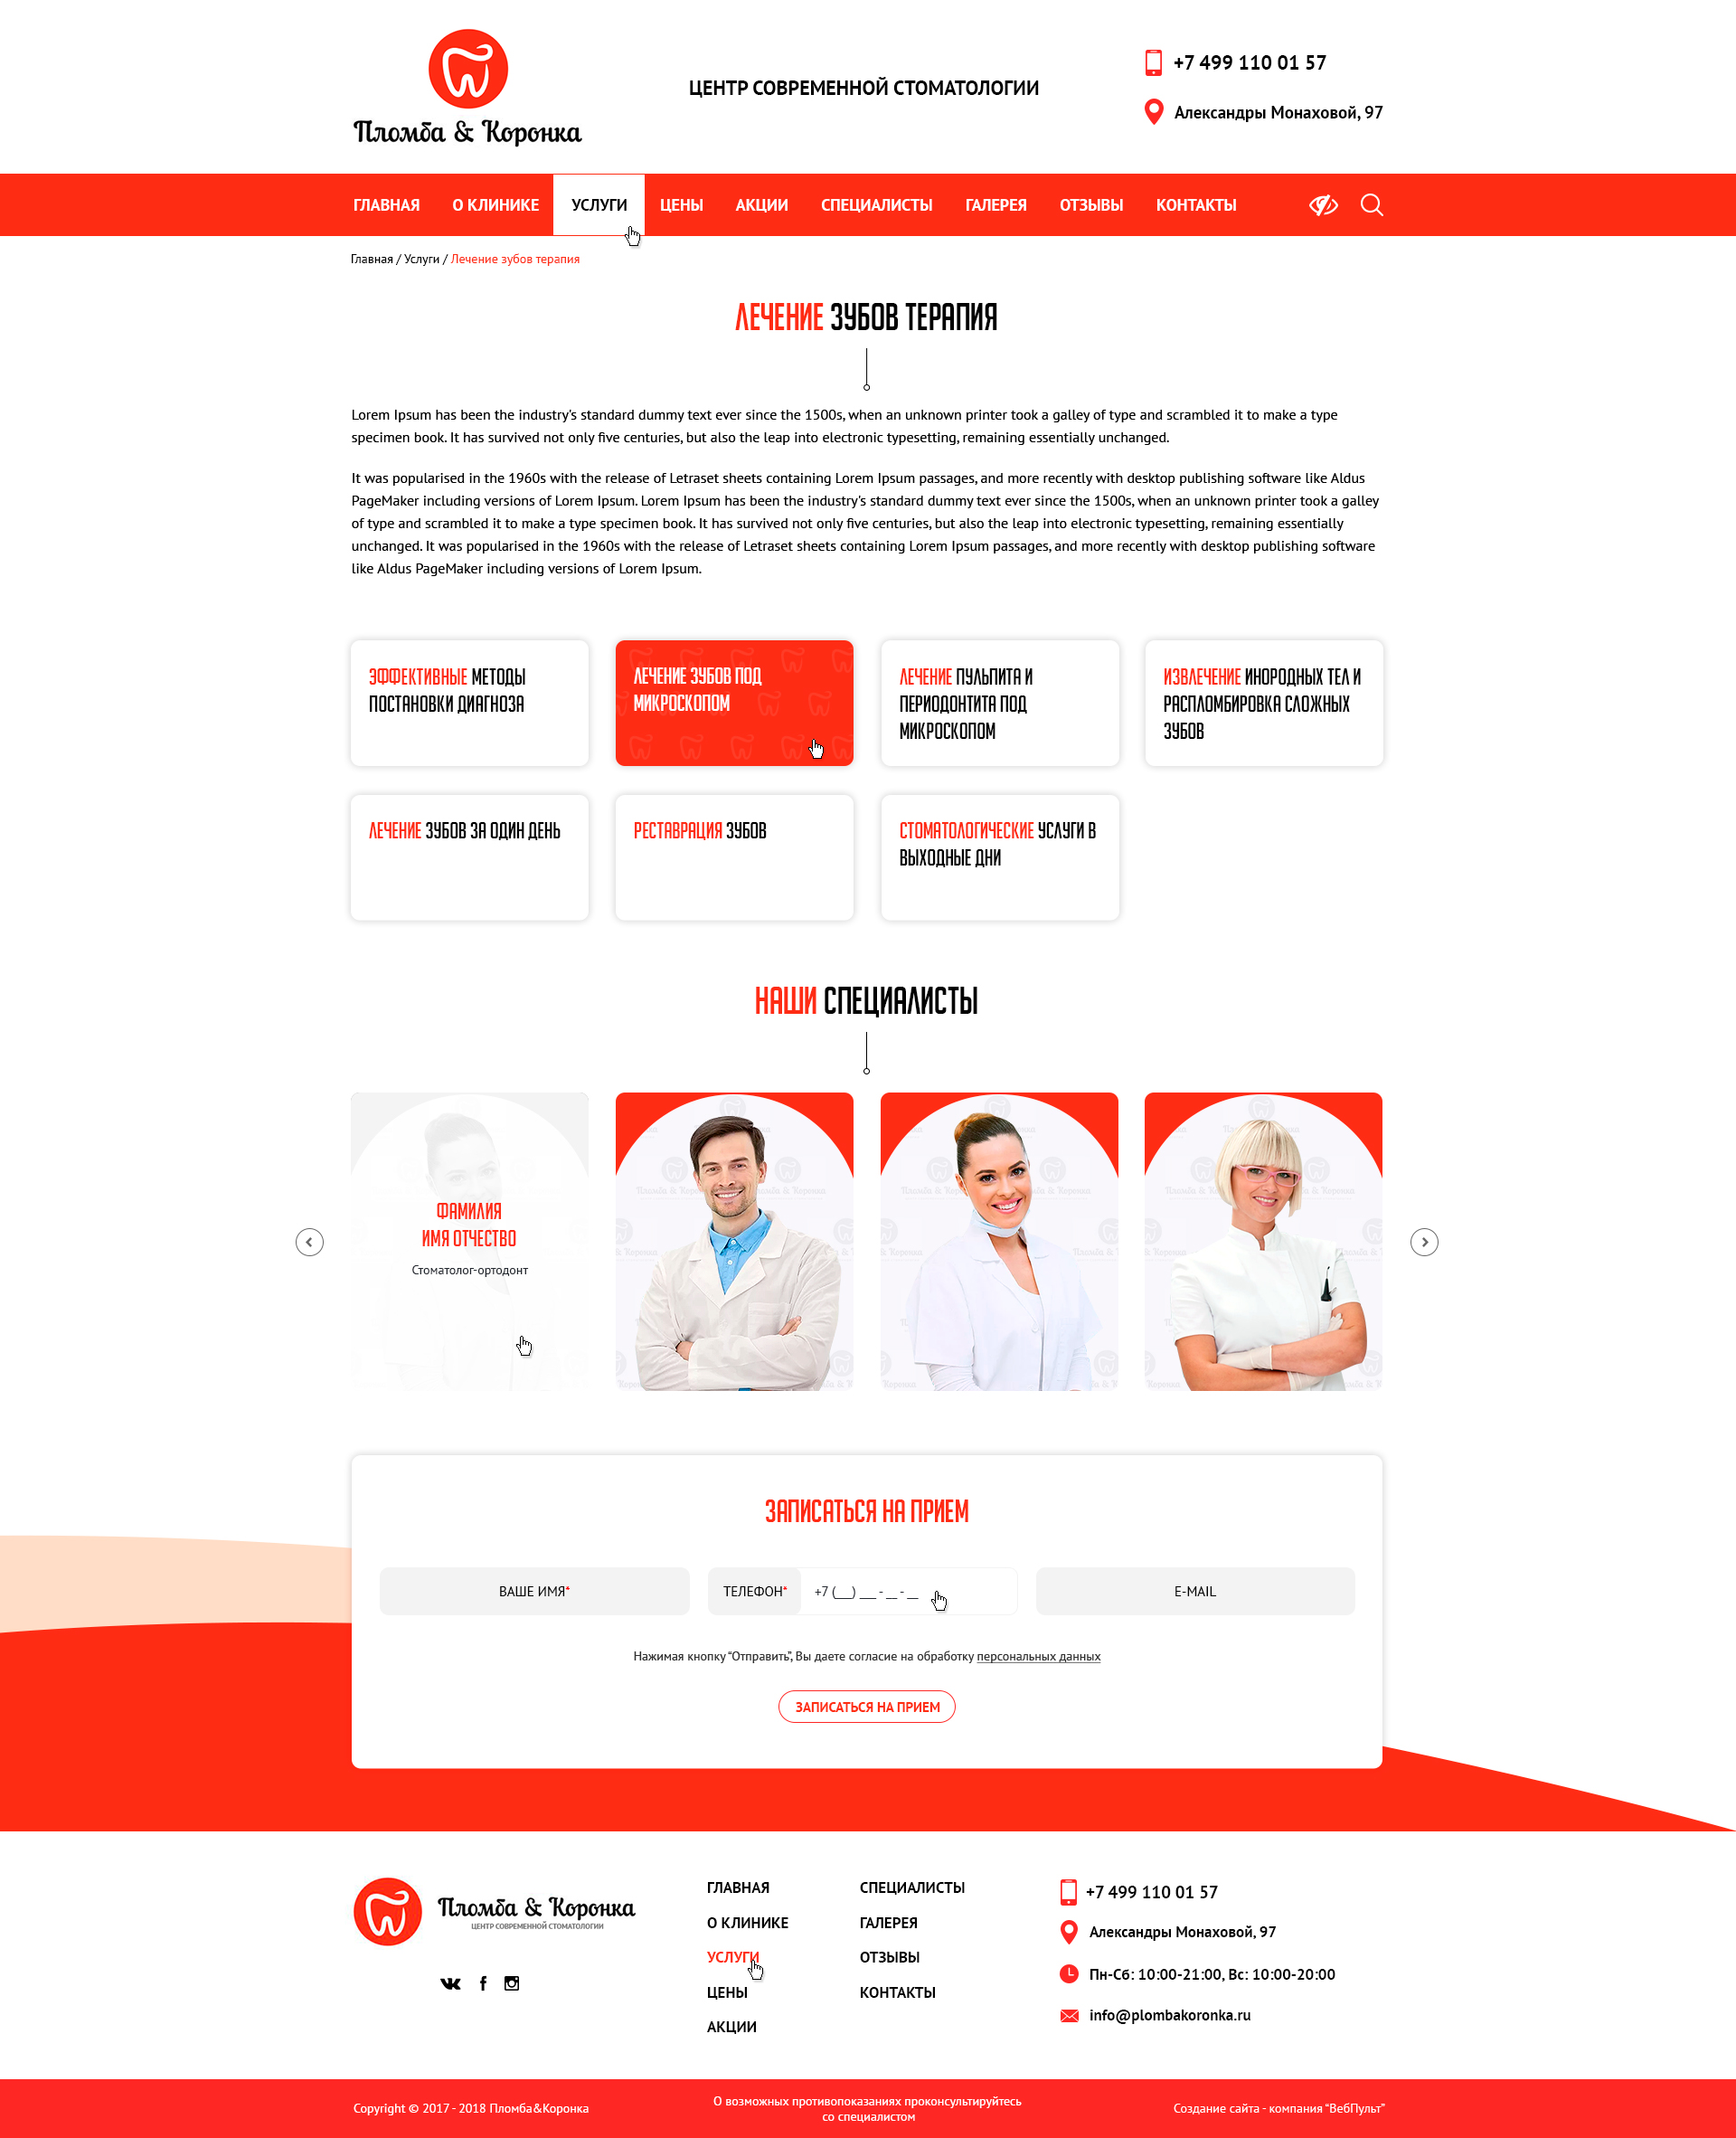 Пломба & Коронка
ЦЕНТР СОВРЕМЕННОЙ СТОМАТОЛОГИИ
+7 499 110 01 57
Александры Монаховой, 97
ГЛАВНАЯ О КЛИНИКЕ УСЛУГИ ЦЕНЫ АКЦИИ СПЕЦИАЛИСТЫ ГАЛЕРЕЯ ОТЗЫВЫ КОНТАКТЫ
Главная / Услуги / Лечение зубов терапия
ЛЕЧЕНИЕ ЗУБОВ ТЕРАПИЯ
Lorem Ipsum has been the industry's standard dummy text ever since the 1500s, when an unknown printer took a galley of type and scrambled it to make a type
specimen book. It has survived not only five centuries, but also the leap into electronic typesetting, remaining essentially unchanged.
It was popularised in the 1960s with the release of Letraset sheets containing Lorem Ipsum passages, and more recently with desktop publishing software like Aldus
PageMaker including versions of Lorem Ipsum. Lorem Ipsum has been the industry's standard dummy text ever since the 1500s, when an unknown printer took a galley
of type and scrambled it to make a type specimen book. It has survived not only five centuries, but also the leap into electronic typesetting, remaining essentially
unchanged. It was popularised in the 1960s with the release of Letraset sheets containing Lorem Ipsum passages, and more recently with desktop publishing software
like Aldus PageMaker including versions of Lorem Ipsum.
ЭФФЕКТИВНЫЕ МЕТОДЫ
ПОСТАНОВКИ ДИАГНОЗА
ЛЕЧЕНИЕ ЗУБОВ ПОД
МИКРОСКОПОМ
ЛЕЧЕНИЕ ПУЛЬПИТА И
ПЕРИОДОНТИТА ПОД
МИКРОСКОПОМ
ИЗВЛЕЧЕНИЕ ИНОРОДНЫХ ТЕЛ И
РАСПЛОМБИРОВКА СЛОЖНЫХ
ЗУБОВ
ЛЕЧЕНИЕ ЗУБОВ ЗА ОДИН ДЕНЬ
РЕСТАВРАЦИЯ ЗУБОВ
СТОМАТОЛОГИЧЕСКИЕ УСЛУГИ В
ВЫХОДНЫЕ ДНИ
НАШИ СПЕЦИАЛИСТЫ
ФАМИЛИЯ
ИМЯ ОТЧЕСТВО
Стоматолог-ортодонт
ЗАПИСАТЬСЯ НА ПРИЕМ
ВАШЕ ИМЯ*
ТЕЛЕФОН*
+7 (__) __ - _ - _
E-MAIL
Нажимая кнопку “Отправить”, Вы даете согласие на обработку персональных данных
ЗАПИСАТЬСЯ НА ПРИЕМ
Пломба & Коронка
ЦЕНТР СОВРЕМЕННОЙ СТОМАТОЛОГИИ
ГЛАВНАЯ
О КЛИНИКЕ
УСЛУГИ
ЦЕНЫ
АКЦИИ
СПЕЦИАЛИСТЫ
ГАЛЕРЕЯ
ОТЗЫВЫ
КОНТАКТЫ
+7 499 110 01 57
Александры Монаховой, 97
Пн-Сб: 10:00-21:00, Вс: 10:00-20:00
info@plombakoronka.ru
Copyright © 2017 - 2018 Пломба&Коронка
О возможных противопоказаниях проконсультируйтесь
со специалистом
Создание сайта - компания “ВебПульт”